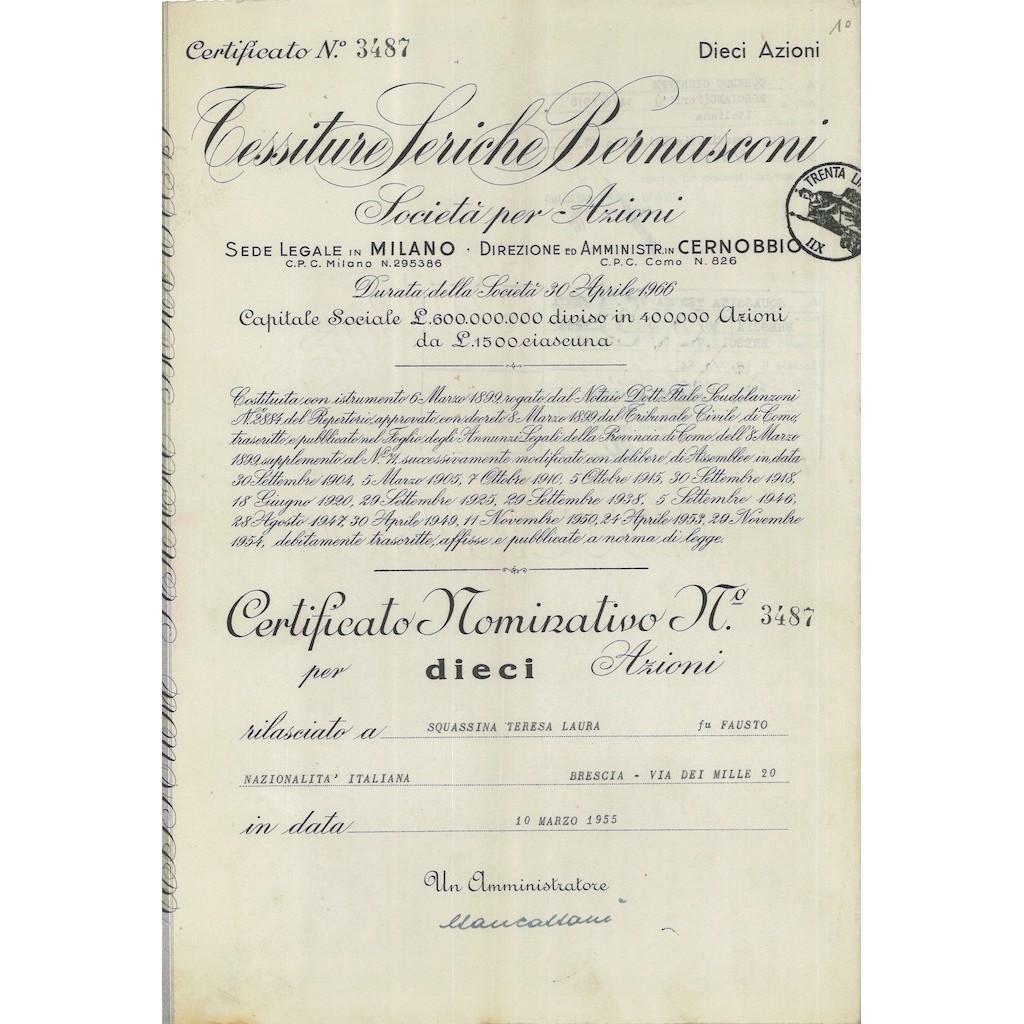 10
Certificato N.º 3487
Dieci Azioni
Tessiture Seriche Bernasconi
Società per Azioni
TRENTA LI
XII
SEDE LEGALE IN MILANO · DIREZIONE ED AMMINISTR. IN CERNOBBIO
C.P.C. Milano N. 295386 C.P.C. Como N. 826
Durata della Società 30 Aprile 1966
Capitale Sociale L. 600.000.000 diviso in 400.000 Azioni
da L. 1500 ciascuna
Costituita con istrumento 6 Marzo 1899 rogato dal Notaio Dott. Italo Scudolanzoni
N.º 2884 del Repertorio, approvato con decreto 8 Marzo 1899 dal Tribunale Civile di Como,
trascritto e pubblicato nel Foglio degli Annunzi Legali della Provincia di Como dell'8 Marzo
1899 supplemento al N.º 71, successivamente modificato con delibere di Assemblee in data
30 Settembre 1904, 5 Marzo 1905, 7 Ottobre 1910, 5 Ottobre 1915, 30 Settembre 1918,
18 Giugno 1920, 29 Settembre 1925, 29 Settembre 1938, 5 Settembre 1946,
28 Agosto 1947, 30 Aprile 1949, 11 Novembre 1950, 24 Aprile 1953, 29 Novembre
1954, debitamente trascritte, affisse e pubblicate a norma di legge.
Certificato Nominativo N.º 3487
per dieci Azioni
rilasciato a SQUASSINA TERESA LAURA fu FAUSTO
NAZIONALITA' ITALIANA BRESCIA - VIA DEI MILLE 20
in data 10 MARZO 1955
Un Amministratore